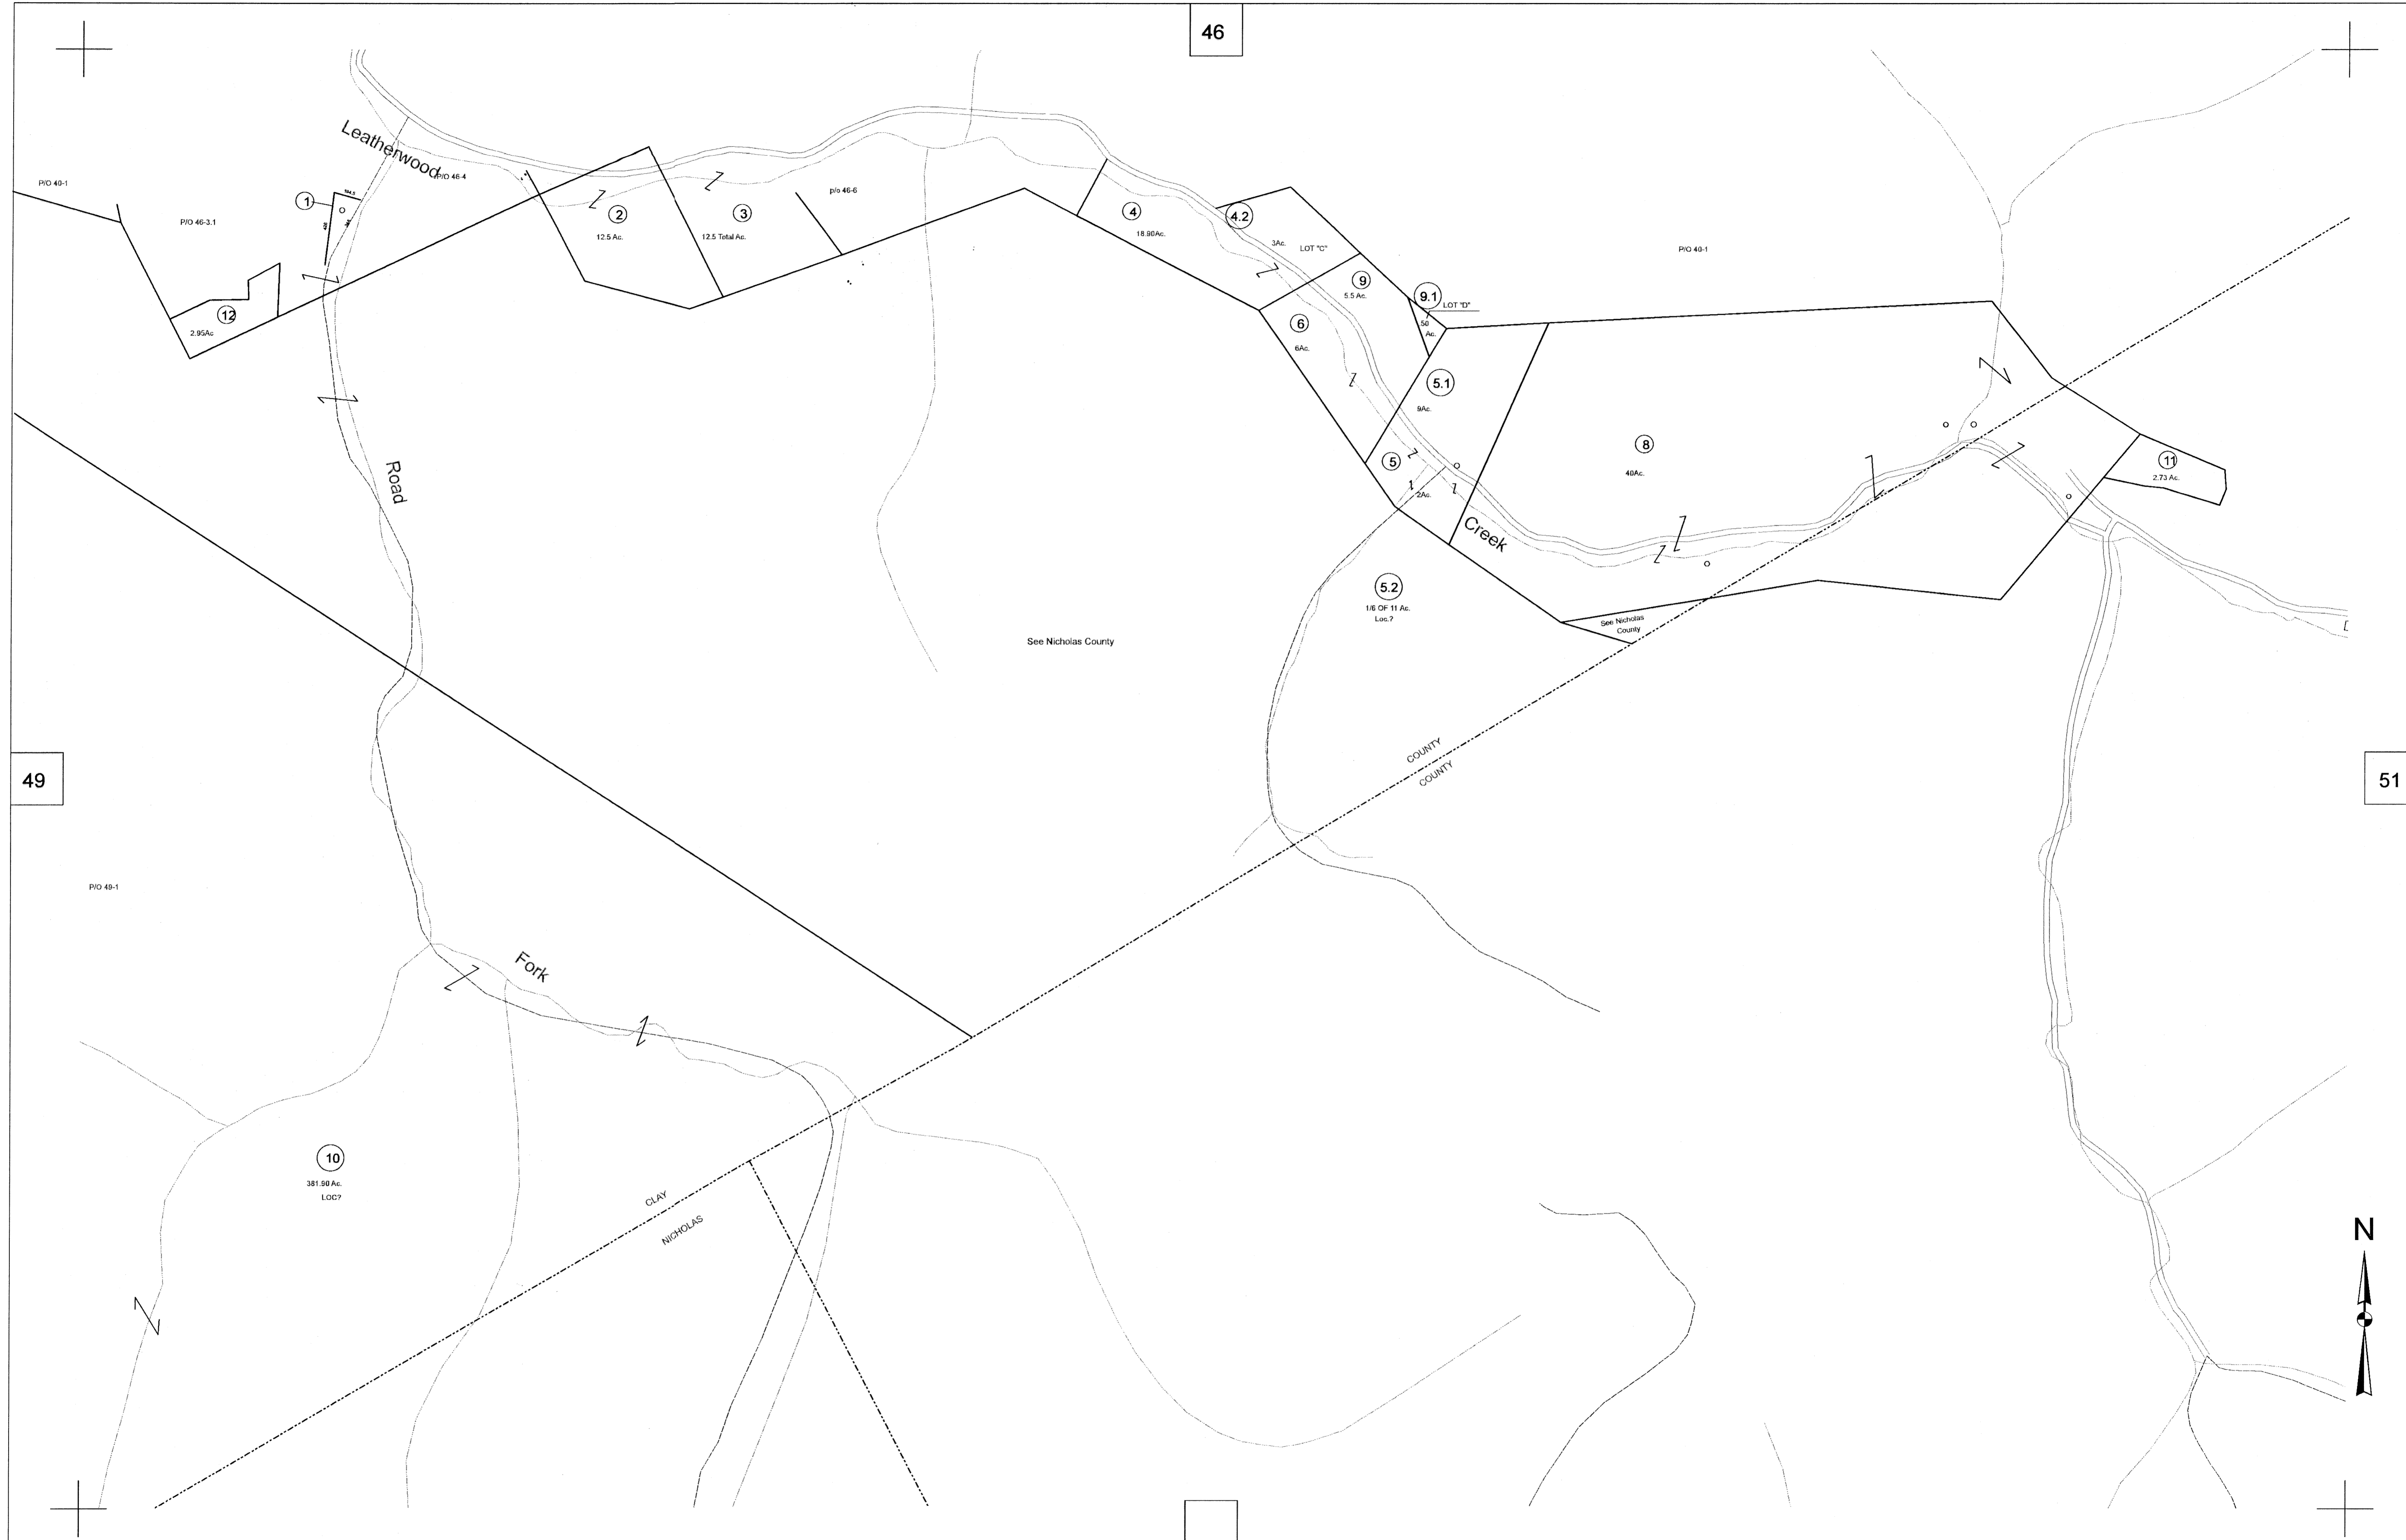 46
Leatherwood
P/O 40-1
P/O 46-4
P/O 46-3.1
1
164.5
2
12.5 Ac.
3
12.5 Total Ac.
p/o 46-6
4
18.90Ac.
4.2
3Ac.
LOT "C"
P/O 40-1
9
5.5 Ac.
9.1
LOT "D"
.50
Ac.
12
2.95Ac
6
6Ac.
5.1
9Ac.
8
40Ac.
11
2.73 Ac.
5
2Ac.
Road
Creek
5.2
1/6 OF 11 Ac.
Loc.?
See Nicholas
County
See Nicholas County
COUNTY
COUNTY
49
51
P/O 49-1
Fork
10
381.90 Ac.
LOC?
CLAY
NICHOLAS
N